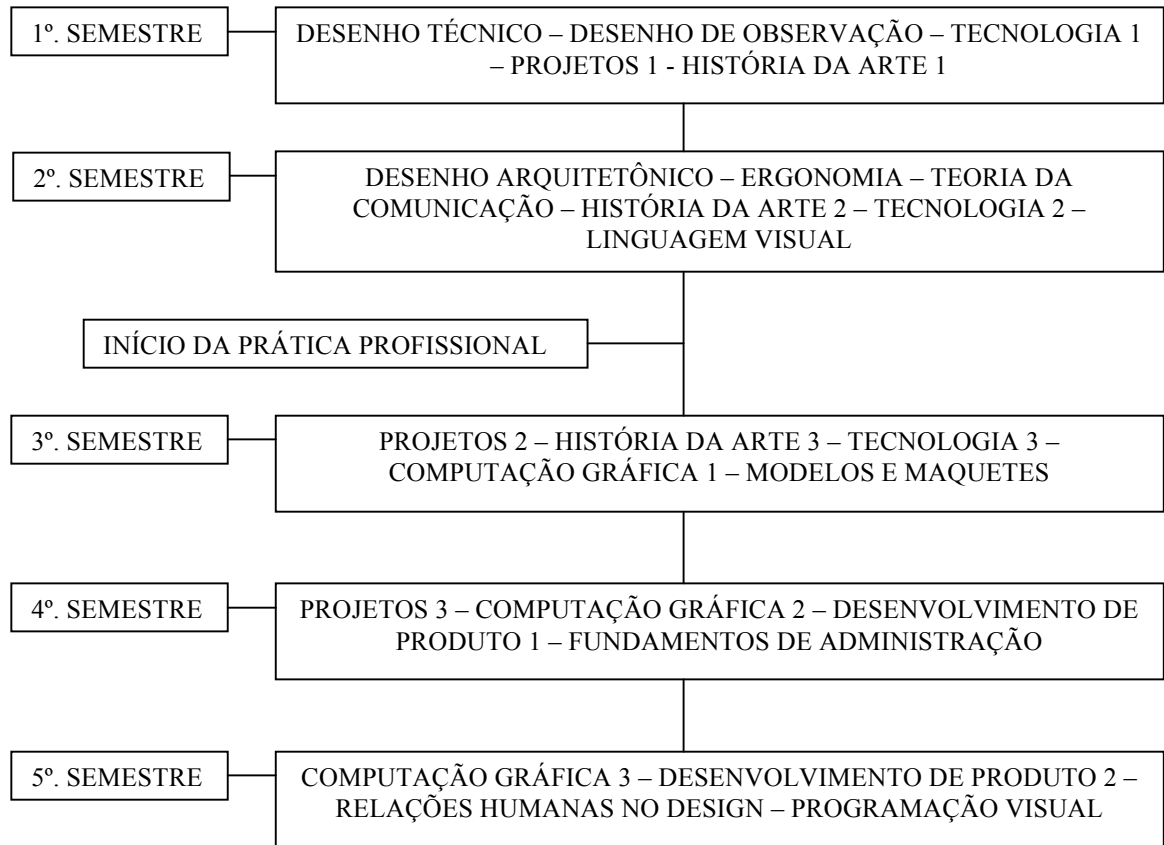 1º. SEMESTRE
DESENHO TÉCNICO – DESENHO DE OBSERVAÇÃO – TECNOLOGIA 1
– PROJETOS 1 - HISTÓRIA DA ARTE 1
2º. SEMESTRE
DESENHO ARQUITETÔNICO – ERGONOMIA – TEORIA DA
COMUNICAÇÃO – HISTÓRIA DA ARTE 2 – TECNOLOGIA 2 –
LINGUAGEM VISUAL
INÍCIO DA PRÁTICA PROFISSIONAL
3º. SEMESTRE
PROJETOS 2 – HISTÓRIA DA ARTE 3 – TECNOLOGIA 3 –
COMPUTAÇÃO GRÁFICA 1 – MODELOS E MAQUETES
4º. SEMESTRE
PROJETOS 3 – COMPUTAÇÃO GRÁFICA 2 – DESENVOLVIMENTO DE
PRODUTO 1 – FUNDAMENTOS DE ADMINISTRAÇÃO
5º. SEMESTRE
COMPUTAÇÃO GRÁFICA 3 – DESENVOLVIMENTO DE PRODUTO 2 –
RELAÇÕES HUMANAS NO DESIGN – PROGRAMAÇÃO VISUAL